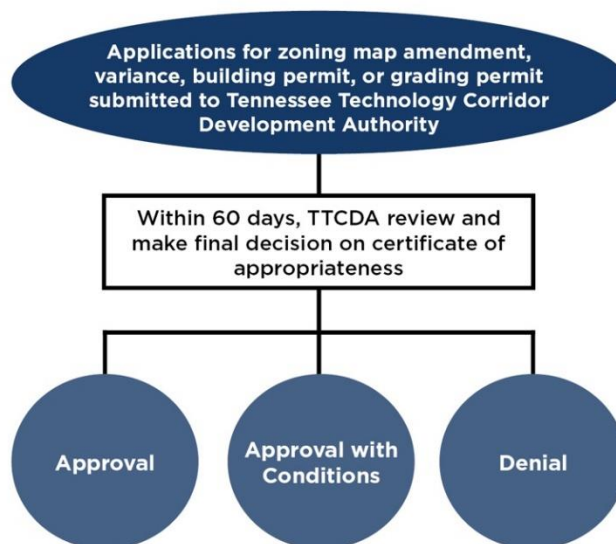 Applications for zoning map amendment,
variance, building permit, or grading permit
submitted to Tennessee Technology Corridor
Development Authority
Within 60 days, TTCDA review and
make final decision on certificate of
appropriateness
Approval
Approval with
Conditions
Denial